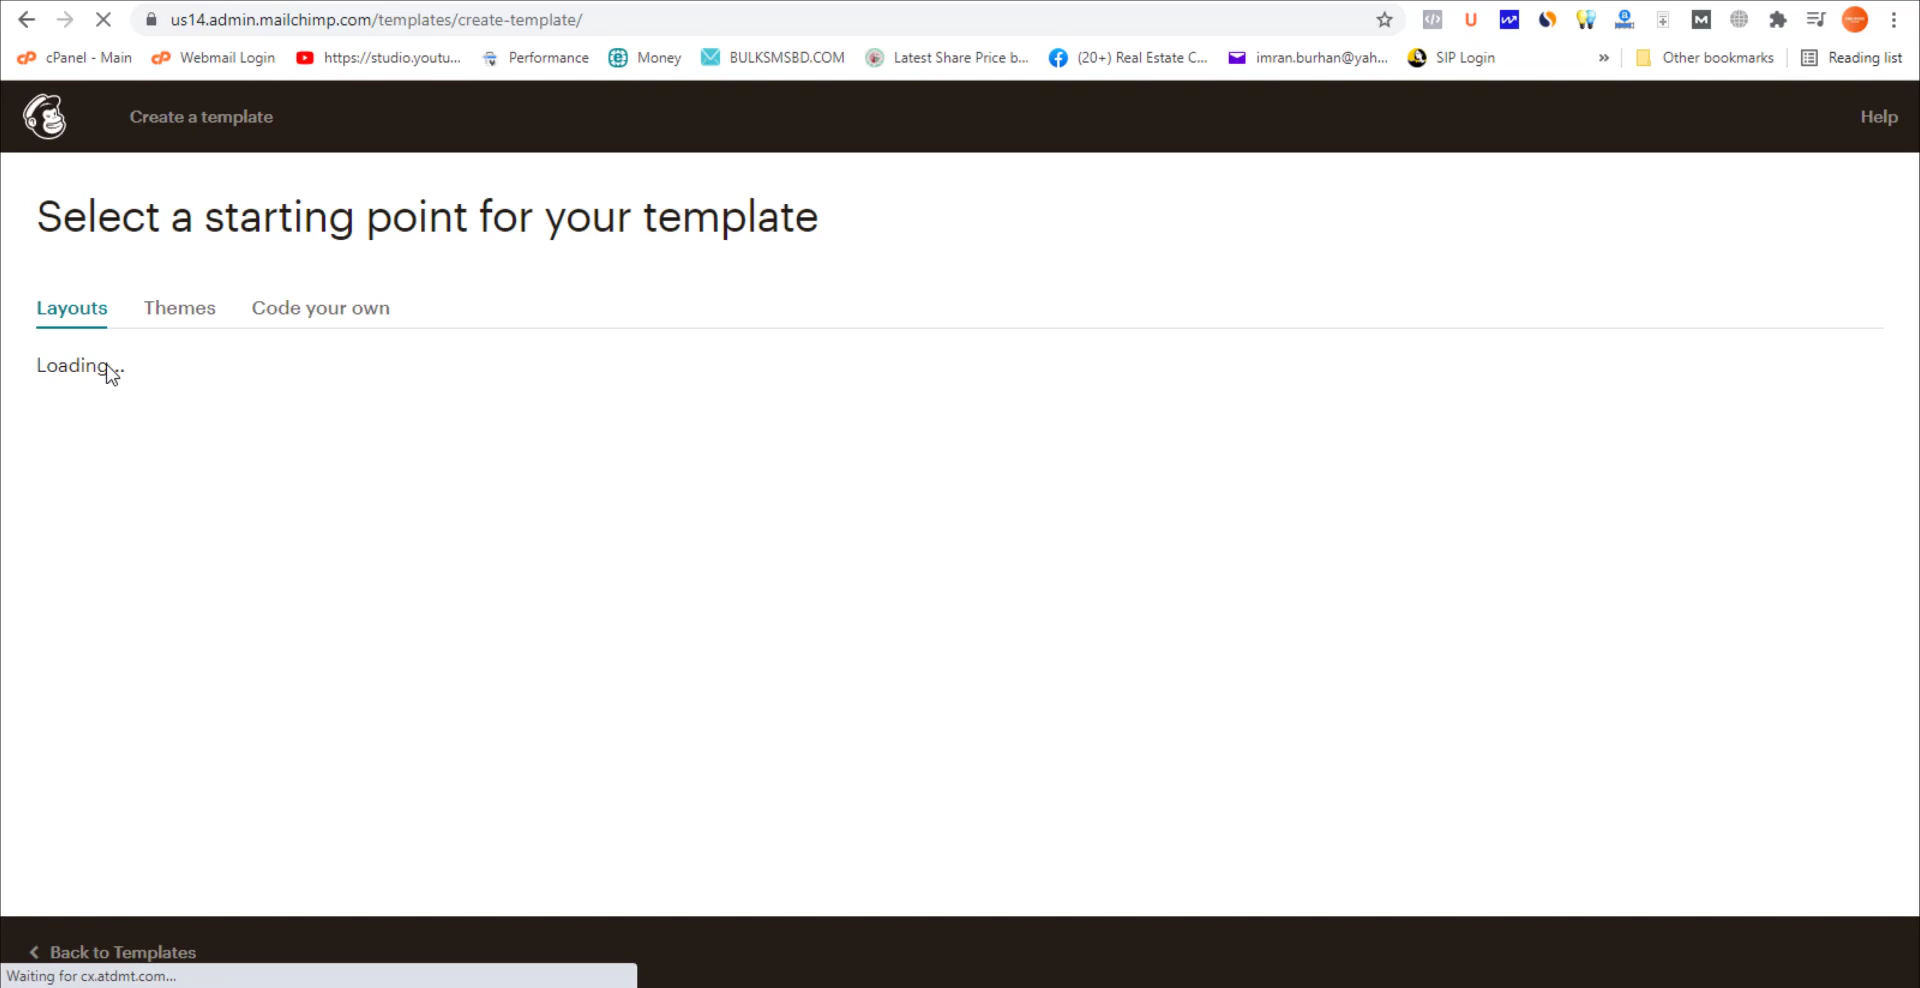 us14.admin.mailchimp.com/templates/create-template/
cPanel - Main Webmail Login https://studio.youtu... Performance Money BULKSMSBD.COM Latest Share Price b... (20+) Real Estate C... imran.burhan@yah... SIP Login » Other bookmarks Reading list
Create a template Help
Select a starting point for your template
Layouts Themes Code your own
Loading...
Back to Templates
Waiting for cx.atdmt.com...